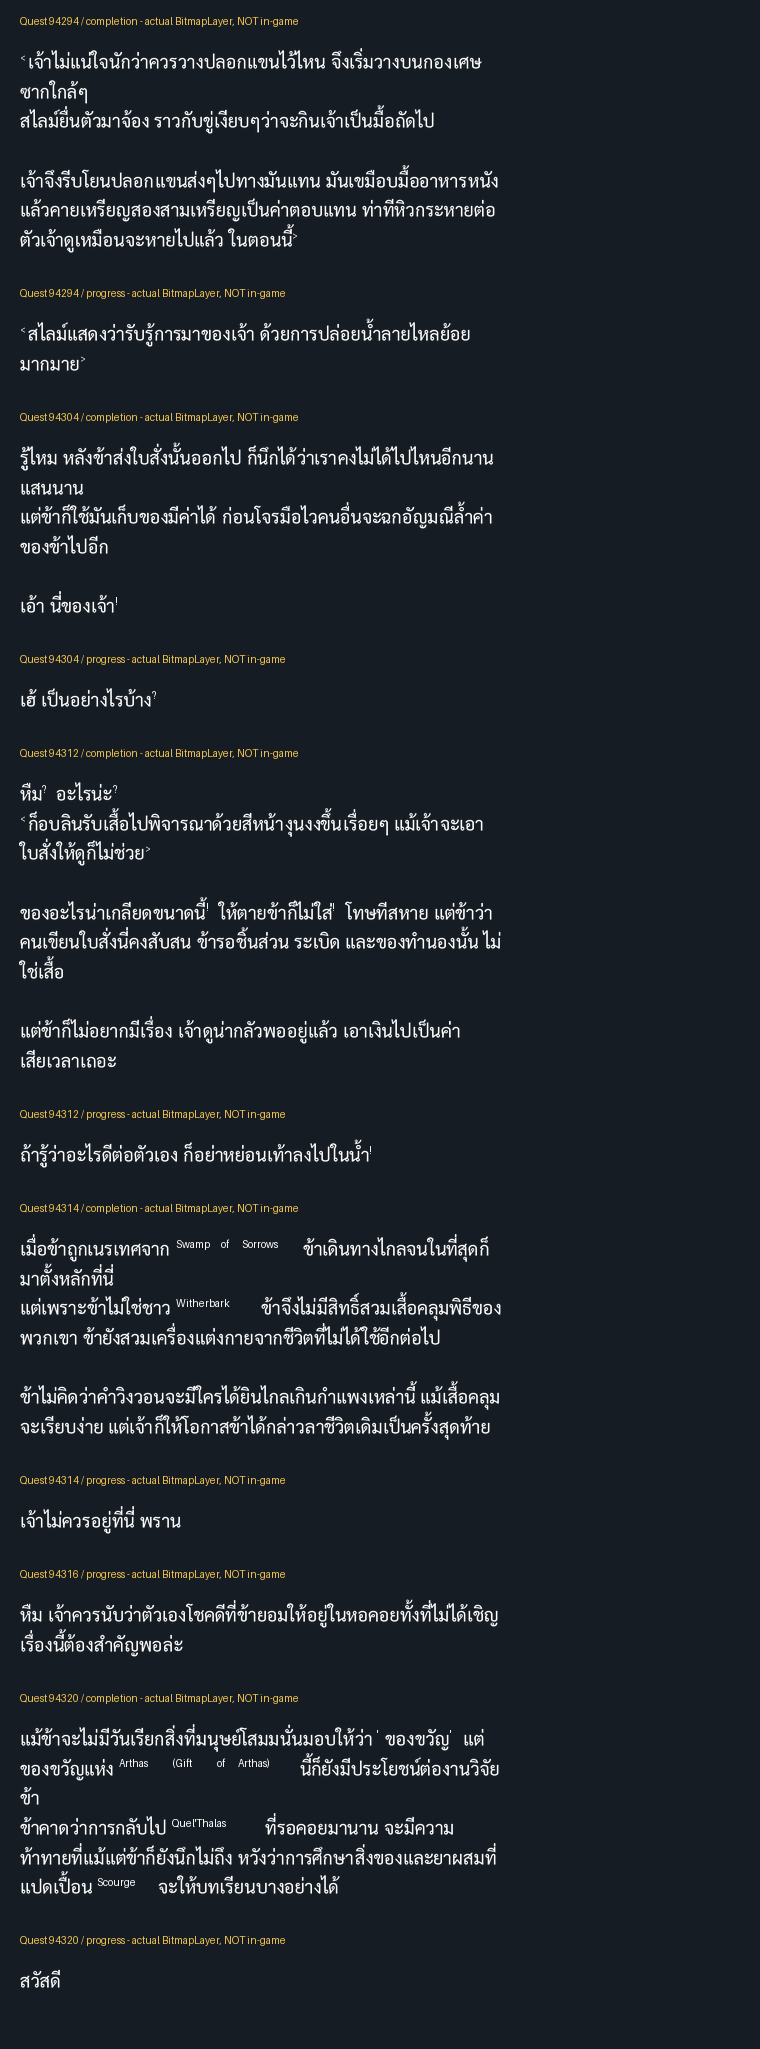 Quest 94294 / completion - actual BitmapLayer, NOT in-game
<เจ้าไม่แน่ใจนักว่าควรวางปลอกแขนไว้ไหน จึงเริ่มวางบนกองเศษ
ซากใกล้ๆ
สไลม์ยื่นตัวมาจ้อง ราวกับขู่เงียบๆว่าจะกินเจ้าเป็นมื้อถัดไป
เจ้าจึงรีบโยนปลอกแขนส่งๆไปทางมันแทน มันเขมือบมื้ออาหารหนัง
แล้วคายเหรียญสองสามเหรียญเป็นค่าตอบแทน ท่าทีหิวกระหายต่อ
ตัวเจ้าดูเหมือนจะหายไปแล้ว ในตอนนี้>
Quest 94294 / progress - actual BitmapLayer, NOT in-game
<สไลม์แสดงว่ารับรู้การมาของเจ้า ด้วยการปล่อยน้ำลายไหลย้อย
มากมาย>
Quest 94304 / completion - actual BitmapLayer, NOT in-game
รู้ไหม หลังข้าส่งใบสั่งนั้นออกไป ก็นึกได้ว่าเราคงไม่ได้ไปไหนอีกนาน
แสนนาน
แต่ข้าก็ใช้มันเก็บของมีค่าได้ ก่อนโจรมือไวคนอื่นจะฉกอัญมณีล้ำค่า
ของข้าไปอีก
เอ้า นี่ของเจ้า!
Quest 94304 / progress - actual BitmapLayer, NOT in-game
เฮ้ เป็นอย่างไรบ้าง?
Quest 94312 / completion - actual BitmapLayer, NOT in-game
หืม? อะไรน่ะ?
<ก็อบลินรับเสื้อไปพิจารณาด้วยสีหน้างุนงงขึ้นเรื่อยๆ แม้เจ้าจะเอา
ใบสั่งให้ดูก็ไม่ช่วย>
ของอะไรน่าเกลียดขนาดนี้! ให้ตายข้าก็ไม่ใส่! โทษทีสหาย แต่ข้าว่า
คนเขียนใบสั่งนี่คงสับสน ข้ารอชิ้นส่วน ระเบิด และของทำนองนั้น ไม่
ใช่เสื้อ
แต่ข้าก็ไม่อยากมีเรื่อง เจ้าดูน่ากลัวพออยู่แล้ว เอาเงินไปเป็นค่า
เสียเวลาเถอะ
Quest 94312 / progress - actual BitmapLayer, NOT in-game
ถ้ารู้ว่าอะไรดีต่อตัวเอง ก็อย่าหย่อนเท้าลงไปในน้ำ!
Quest 94314 / completion - actual BitmapLayer, NOT in-game
เมื่อข้าถูกเนรเทศจาก Swamp of Sorrows ข้าเดินทางไกลจนในที่สุดก็
มาตั้งหลักที่นี่
แต่เพราะข้าไม่ใช่ชาว Witherbark ข้าจึงไม่มีสิทธิ์สวมเสื้อคลุมพิธีของ
พวกเขา ข้ายังสวมเครื่องแต่งกายจากชีวิตที่ไม่ได้ใช้อีกต่อไป
ข้าไม่คิดว่าคำวิงวอนจะมีใครได้ยินไกลเกินกำแพงเหล่านี้ แม้เสื้อคลุม
จะเรียบง่าย แต่เจ้าก็ให้โอกาสข้าได้กล่าวลาชีวิตเดิมเป็นครั้งสุดท้าย
Quest 94314 / progress - actual BitmapLayer, NOT in-game
เจ้าไม่ควรอยู่ที่นี่ พราน
Quest 94316 / progress - actual BitmapLayer, NOT in-game
หืม เจ้าควรนับว่าตัวเองโชคดีที่ข้ายอมให้อยู่ในหอคอยทั้งที่ไม่ได้เชิญ
เรื่องนี้ต้องสำคัญพอล่ะ
Quest 94320 / completion - actual BitmapLayer, NOT in-game
แม้ข้าจะไม่มีวันเรียกสิ่งที่มนุษย์โสมมนั่นมอบให้ว่า 'ของขวัญ' แต่
ของขวัญแห่ง Arthas (Gift of Arthas) นี้ก็ยังมีประโยชน์ต่องานวิจัย
ข้า
ข้าคาดว่าการกลับไป Quel'Thalas ที่รอคอยมานาน จะมีความ
ท้าทายที่แม้แต่ข้าก็ยังนึกไม่ถึง หวังว่าการศึกษาสิ่งของและยาผสมที่
แปดเปื้อน Scourge จะให้บทเรียนบางอย่างได้
Quest 94320 / progress - actual BitmapLayer, NOT in-game
สวัสดี